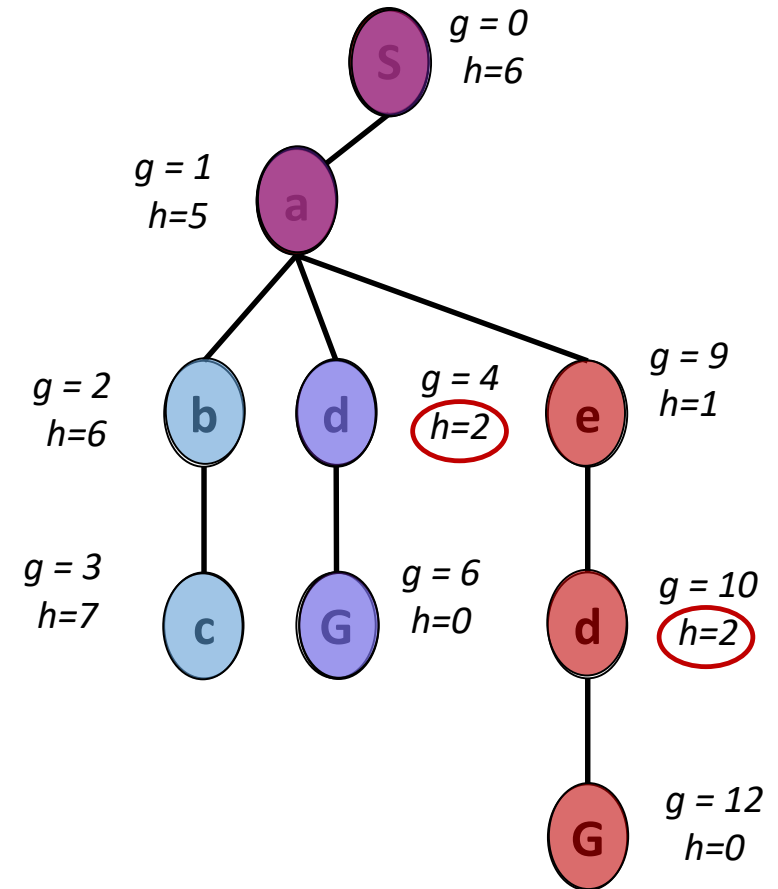 S
g = 0
h=6
a
g = 1
h=5
b
g = 2
h=6
d
g = 4
h=2
e
g = 9
h=1
c
g = 3
h=7
G
g = 6
h=0
d
g = 10
h=2
G
g = 12
h=0